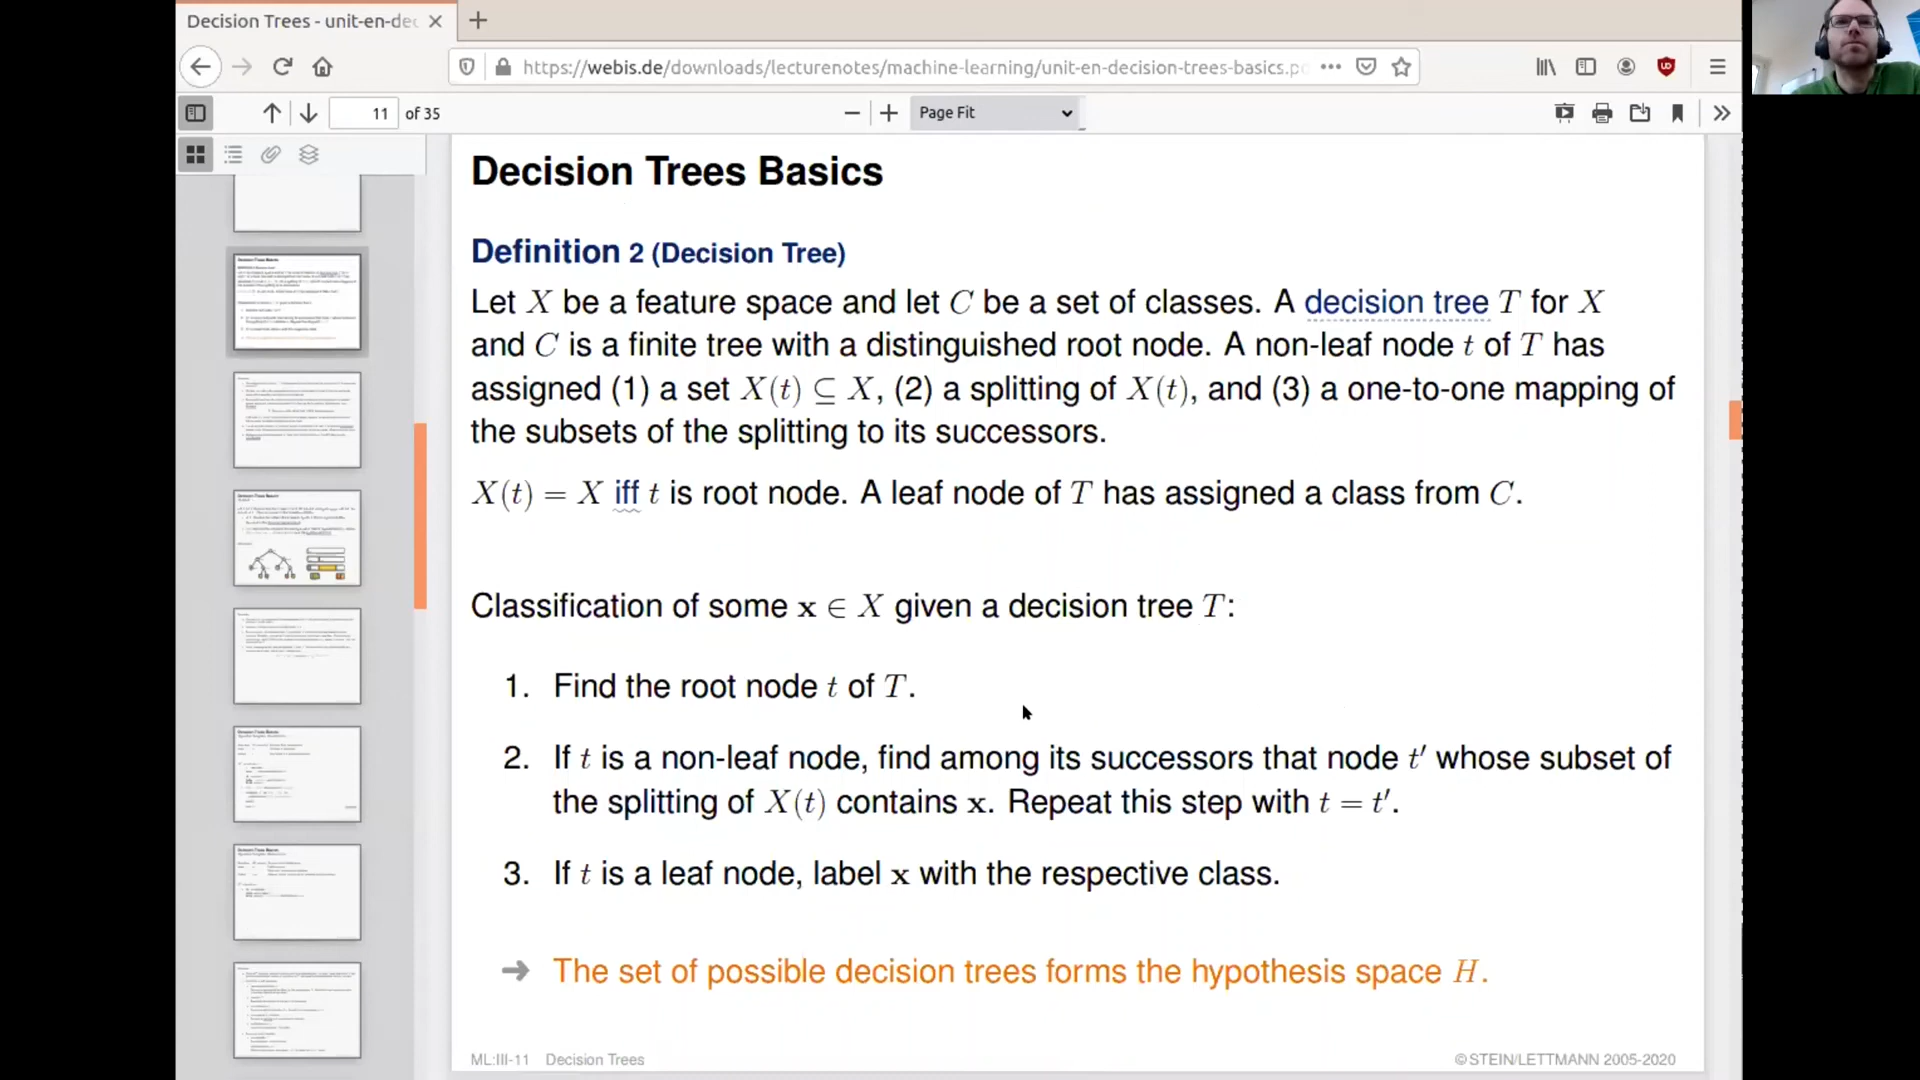 Decision Trees - unit-en-dec
https://webis.de/downloads/lecturenotes/machine-learning/unit-en-decision-trees-basics.p
11 of 35
Page Fit
Decision Trees Basics
Definition 2 (Decision Tree)
Let X be a feature space and let C be a set of classes. A decision tree T for X
and C is a finite tree with a distinguished root node. A non-leaf node t of T has
assigned (1) a set X(t) ⊆ X, (2) a splitting of X(t), and (3) a one-to-one mapping of
the subsets of the splitting to its successors.
X(t) = X iff t is root node. A leaf node of T has assigned a class from C.
Classification of some x ∈ X given a decision tree T:
1. Find the root node t of T.
2. If t is a non-leaf node, find among its successors that node t′ whose subset of
the splitting of X(t) contains x. Repeat this step with t = t′.
3. If t is a leaf node, label x with the respective class.
➔ The set of possible decision trees forms the hypothesis space H.
ML:III-11 Decision Trees
©STEIN/LETTMANN 2005-2020